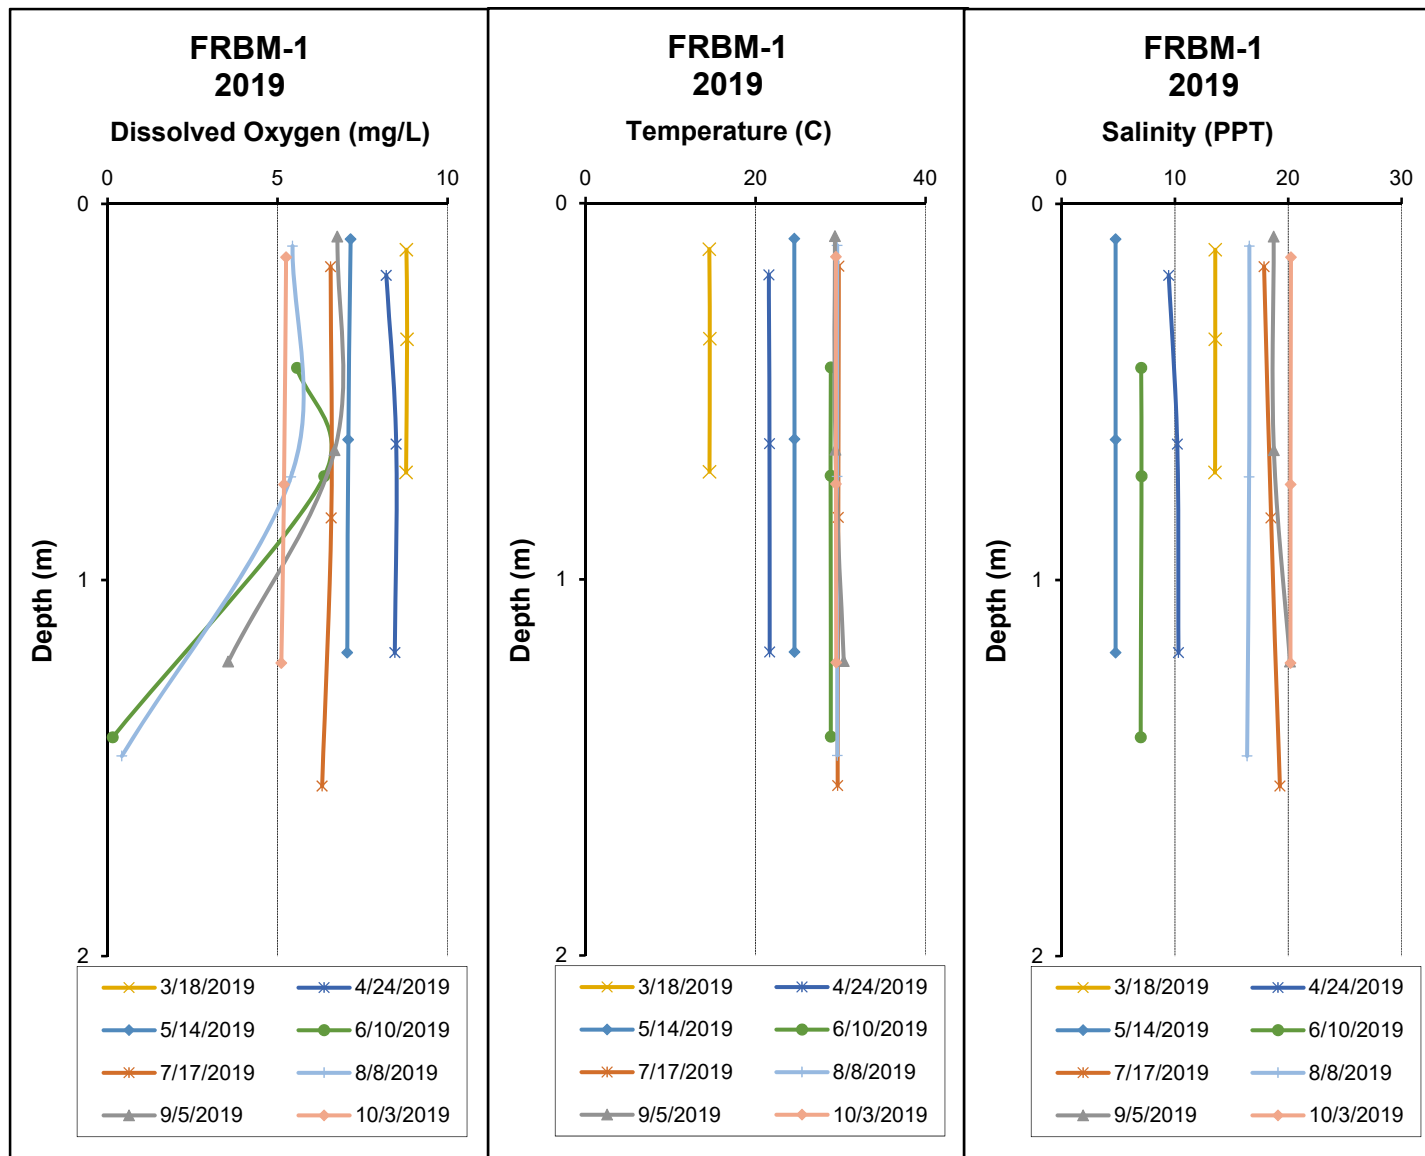 FRBM-1
2019
Dissolved Oxygen (mg/L)
0 5 10
0
1
2
Depth (m)
3/18/2019 4/24/2019
5/14/2019 6/10/2019
7/17/2019 8/8/2019
9/5/2019 10/3/2019
FRBM-1
2019
Temperature (C)
0 20 40
0
1
2
Depth (m)
3/18/2019 4/24/2019
5/14/2019 6/10/2019
7/17/2019 8/8/2019
9/5/2019 10/3/2019
FRBM-1
2019
Salinity (PPT)
0 10 20 30
0
1
2
Depth (m)
3/18/2019 4/24/2019
5/14/2019 6/10/2019
7/17/2019 8/8/2019
9/5/2019 10/3/2019